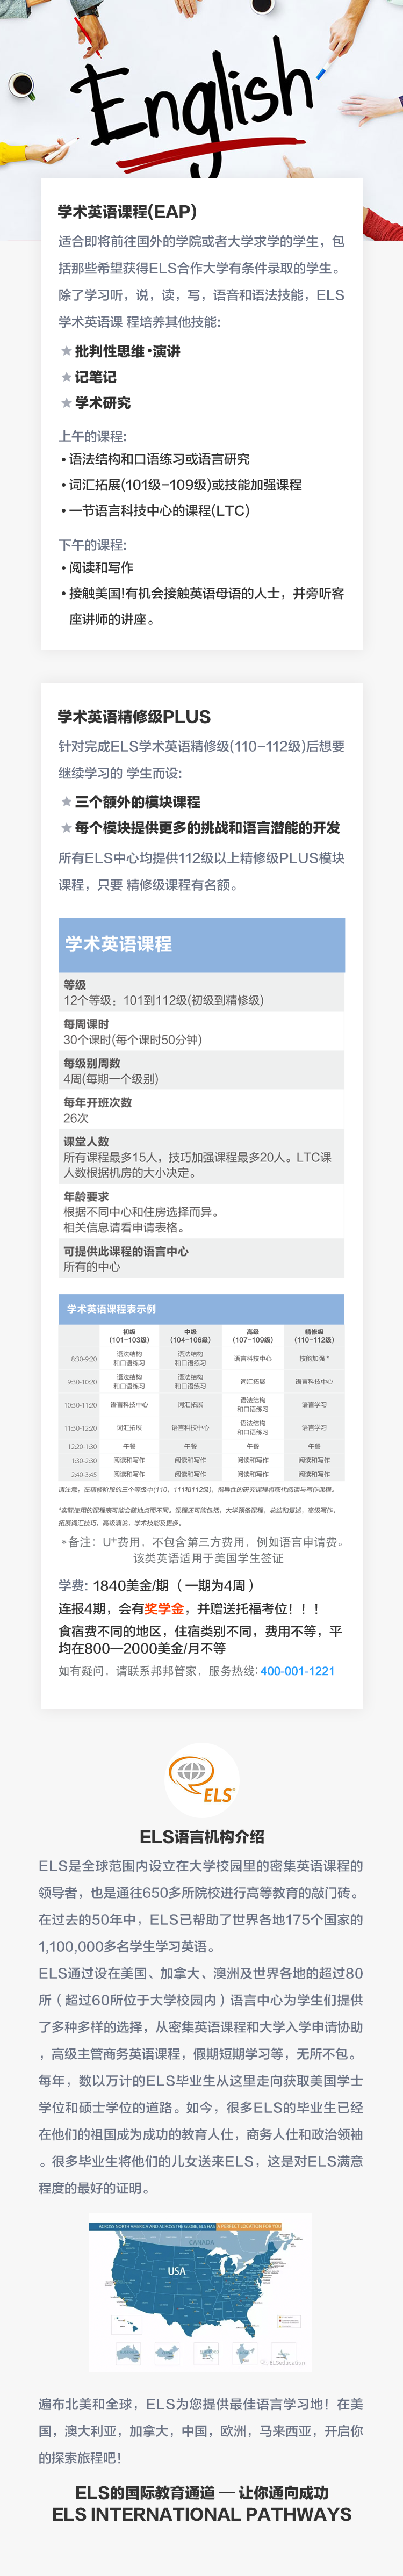 English
学术英语课程(EAP)
适合即将前往国外的学院或者大学求学的学生，包
括那些希望获得ELS合作大学有条件录取的学生。
除了学习听，说，读，写，语音和语法技能，ELS
学术英语课 程培养其他技能:
批判性思维·演讲
记笔记
学术研究
上午的课程:
• 语法结构和口语练习或语言研究
• 词汇拓展(101级-109级)或技能加强课程
• 一节语言科技中心的课程(LTC)
下午的课程:
• 阅读和写作
• 接触美国!有机会接触英语母语的人士，并旁听客
座讲师的讲座。
学术英语精修级PLUS
针对完成ELS学术英语精修级(110-112级)后想要
继续学习的 学生而设:
三个额外的模块课程
每个模块提供更多的挑战和语言潜能的开发
所有ELS中心均提供112级以上精修级PLUS模块
课程，只要 精修级课程有名额。
学术英语课程
等级
12个等级：101到112级(初级到精修级)
每周课时
30个课时(每个课时50分钟)
每级别周数
4周(每期一个级别)
每年开班次数
26次
课堂人数
所有课程最多15人，技巧加强课程最多20人。LTC课
人数根据机房的大小决定。
年龄要求
根据不同中心和住房选择而异。
相关信息请看申请表格。
可提供此课程的语言中心
所有的中心
学术英语课程表示例
初级 中级 高级 精修级
(101-103级) (104-106级) (107-109级) (110-112级)
8:30-9:20 语法结构和口语练习 语法结构和口语练习 语言科技中心 技能加强 *
9:30-10:20 语法结构和口语练习 语法结构和口语练习 词汇拓展 语言科技中心
10:30-11:20 语言科技中心 词汇拓展 语法结构和口语练习 语言学习
11:30-12:20 词汇拓展 语言科技中心 语法结构和口语练习 语言学习
12:20-1:30 午餐 午餐 午餐 午餐
1:30-2:30 阅读和写作 阅读和写作 阅读和写作 阅读和写作
2:40-3:45 阅读和写作 阅读和写作 阅读和写作 阅读和写作
请注意；在精修阶段的三个等级中(110，111和112级)，指导性的研究课程将取代阅读与写作课程。
*实际使用的课程表可能会随地点而不同。课程还可能包括；大学预备课程，总结和复述，高级写作，
拓展词汇技巧，高级演说，学术技能及更多。
*备注：U⁺费用，不包含第三方费用，例如语言申请费。
该类英语适用于美国学生签证
学费: 1840美金/期（一期为4周）
连报4期，会有奖学金，并赠送托福考位！！！
食宿费不同的地区，住宿类别不同，费用不等，平
均在800—2000美金/月不等
如有疑问，请联系邦邦管家，服务热线:400-001-1221
ELS
ELS语言机构介绍
ELS是全球范围内设立在大学校园里的密集英语课程的
领导者，也是通往650多所院校进行高等教育的敲门砖。
在过去的50年中，ELS已帮助了世界各地175个国家的
1,100,000多名学生学习英语。
ELS通过设在美国、加拿大、澳洲及世界各地的超过80
所（超过60所位于大学校园内）语言中心为学生们提供
了多种多样的选择，从密集英语课程和大学入学申请协助
，高级主管商务英语课程，假期短期学习等，无所不包。
每年，数以万计的ELS毕业生从这里走向获取美国学士
学位和硕士学位的道路。如今，很多ELS的毕业生已经
在他们的祖国成为成功的教育人仕，商务人仕和政治领袖
。很多毕业生将他们的儿女送来ELS，这是对ELS满意
程度的最好的证明。
ACROSS NORTH AMERICA AND ACROSS THE GLOBE, ELS HAS A PERFECT LOCATION FOR YOU
CANADA
USA
遍布北美和全球，ELS为您提供最佳语言学习地！在美
国，澳大利亚，加拿大，中国，欧洲，马来西亚，开启你
的探索旅程吧！
ELS的国际教育通道 — 让你通向成功
ELS INTERNATIONAL PATHWAYS